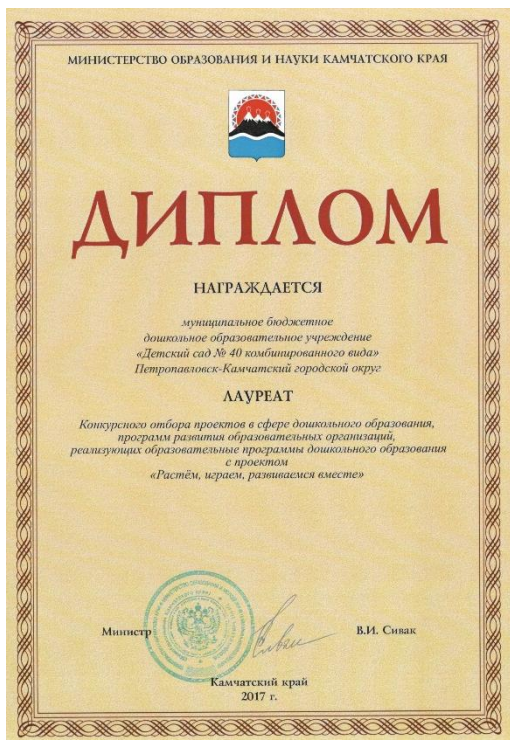 МИНИСТЕРСТВО ОБРАЗОВАНИЯ И НАУКИ КАМЧАТСКОГО КРАЯ
ДИПЛОМ
НАГРАЖДАЕТСЯ
муниципальное бюджетное
дошкольное образовательное учреждение
«Детский сад № 40 комбинированного вида»
Петропавловск-Камчатский городской округ
ЛАУРЕАТ
Конкурсного отбора проектов в сфере дошкольного образования,
программ развития образовательных организаций,
реализующих образовательные программы дошкольного образования
с проектом
«Растём, играем, развиваемся вместе»
Министр
В.И. Сивак
Камчатский край
2017 г.